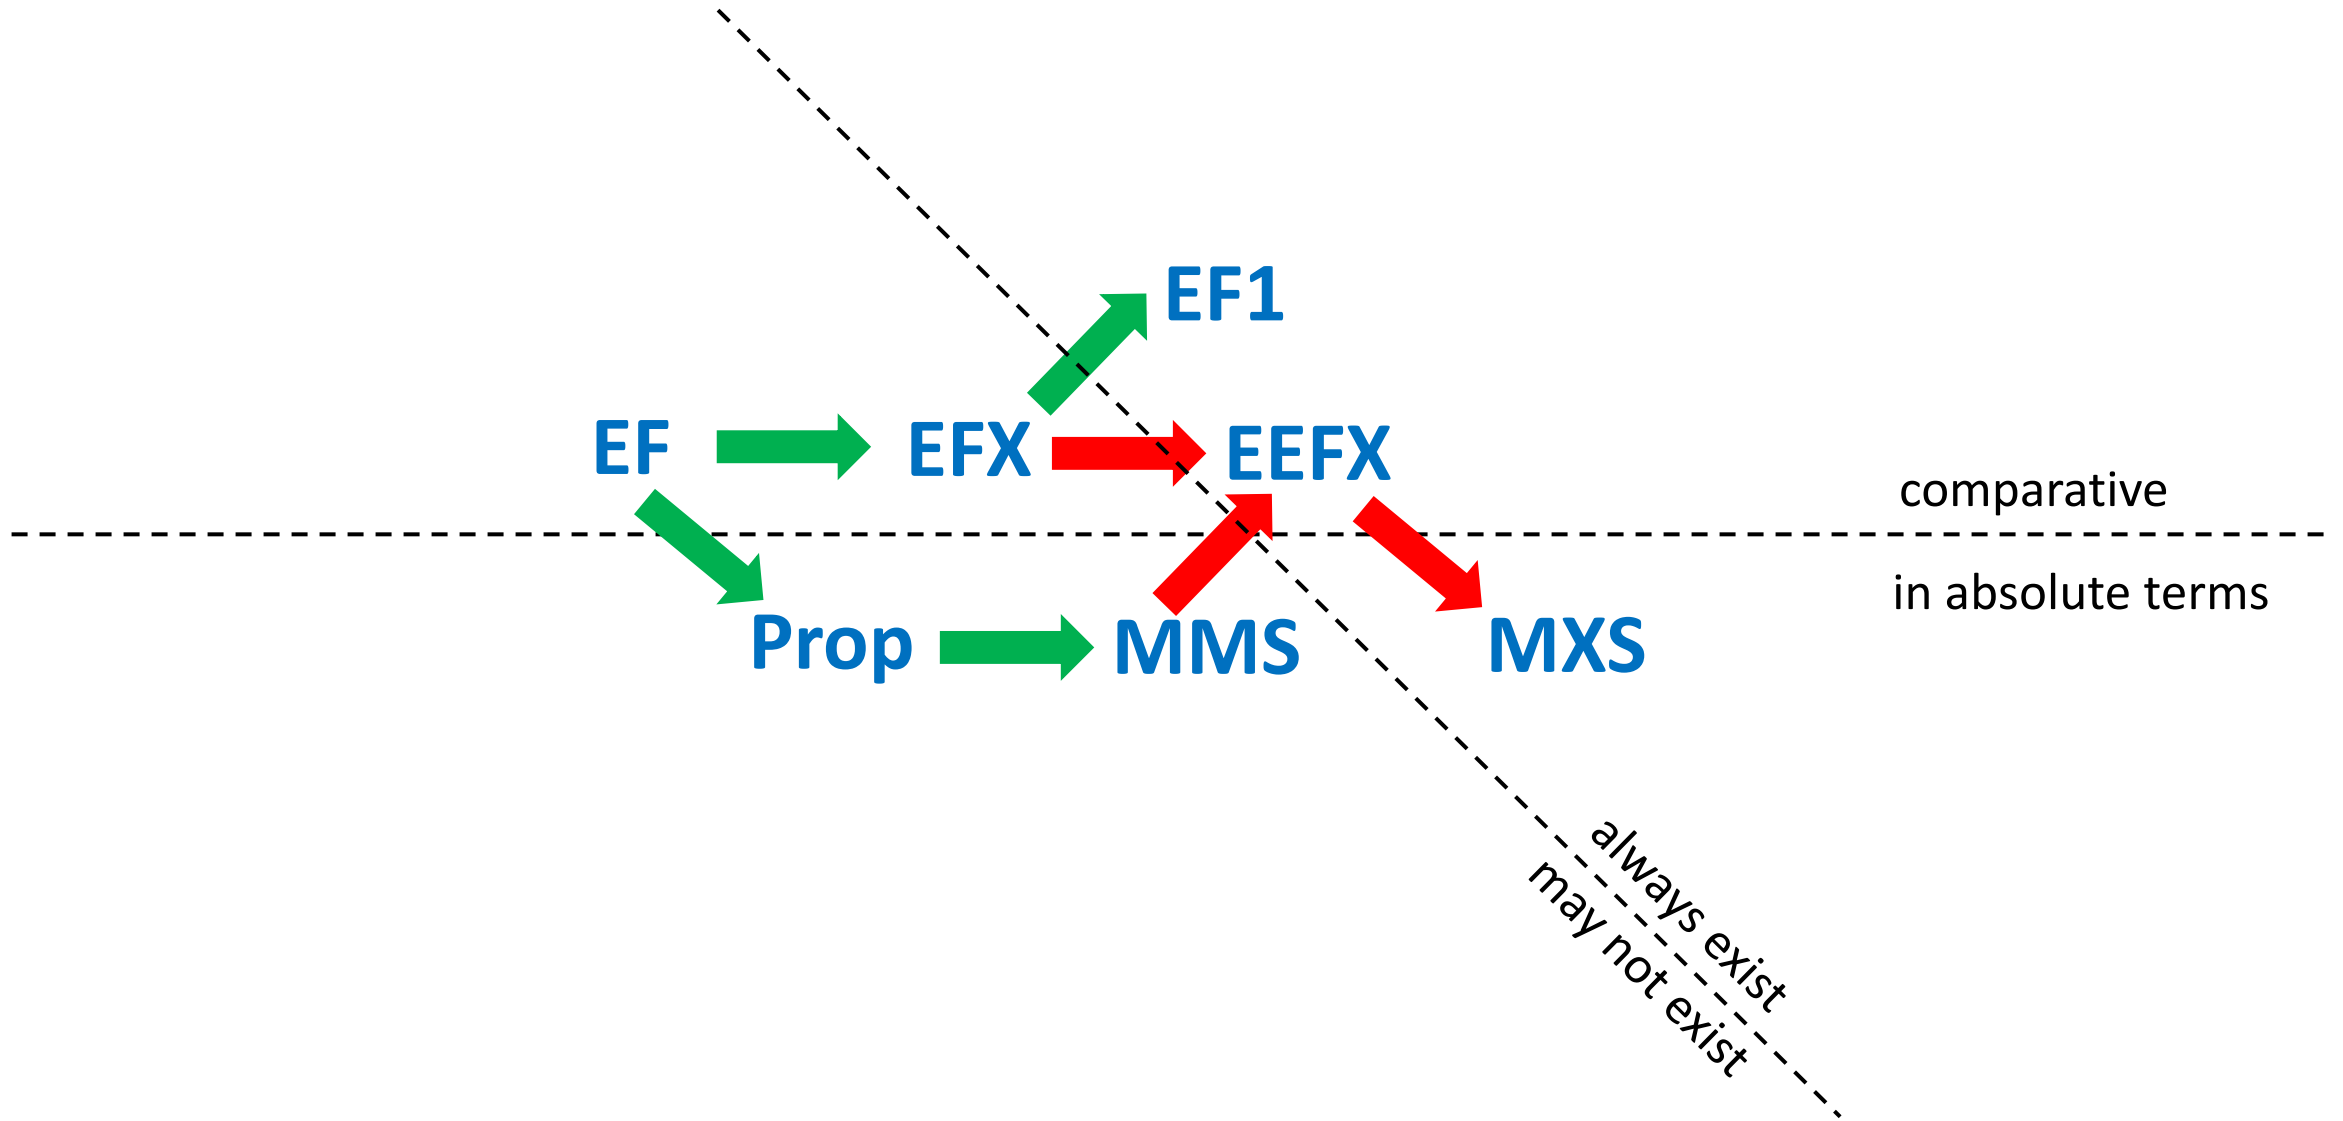 EF1
EF
EFX
EEFX
comparative
in absolute terms
Prop
MMS
MXS
always exist
may not exist